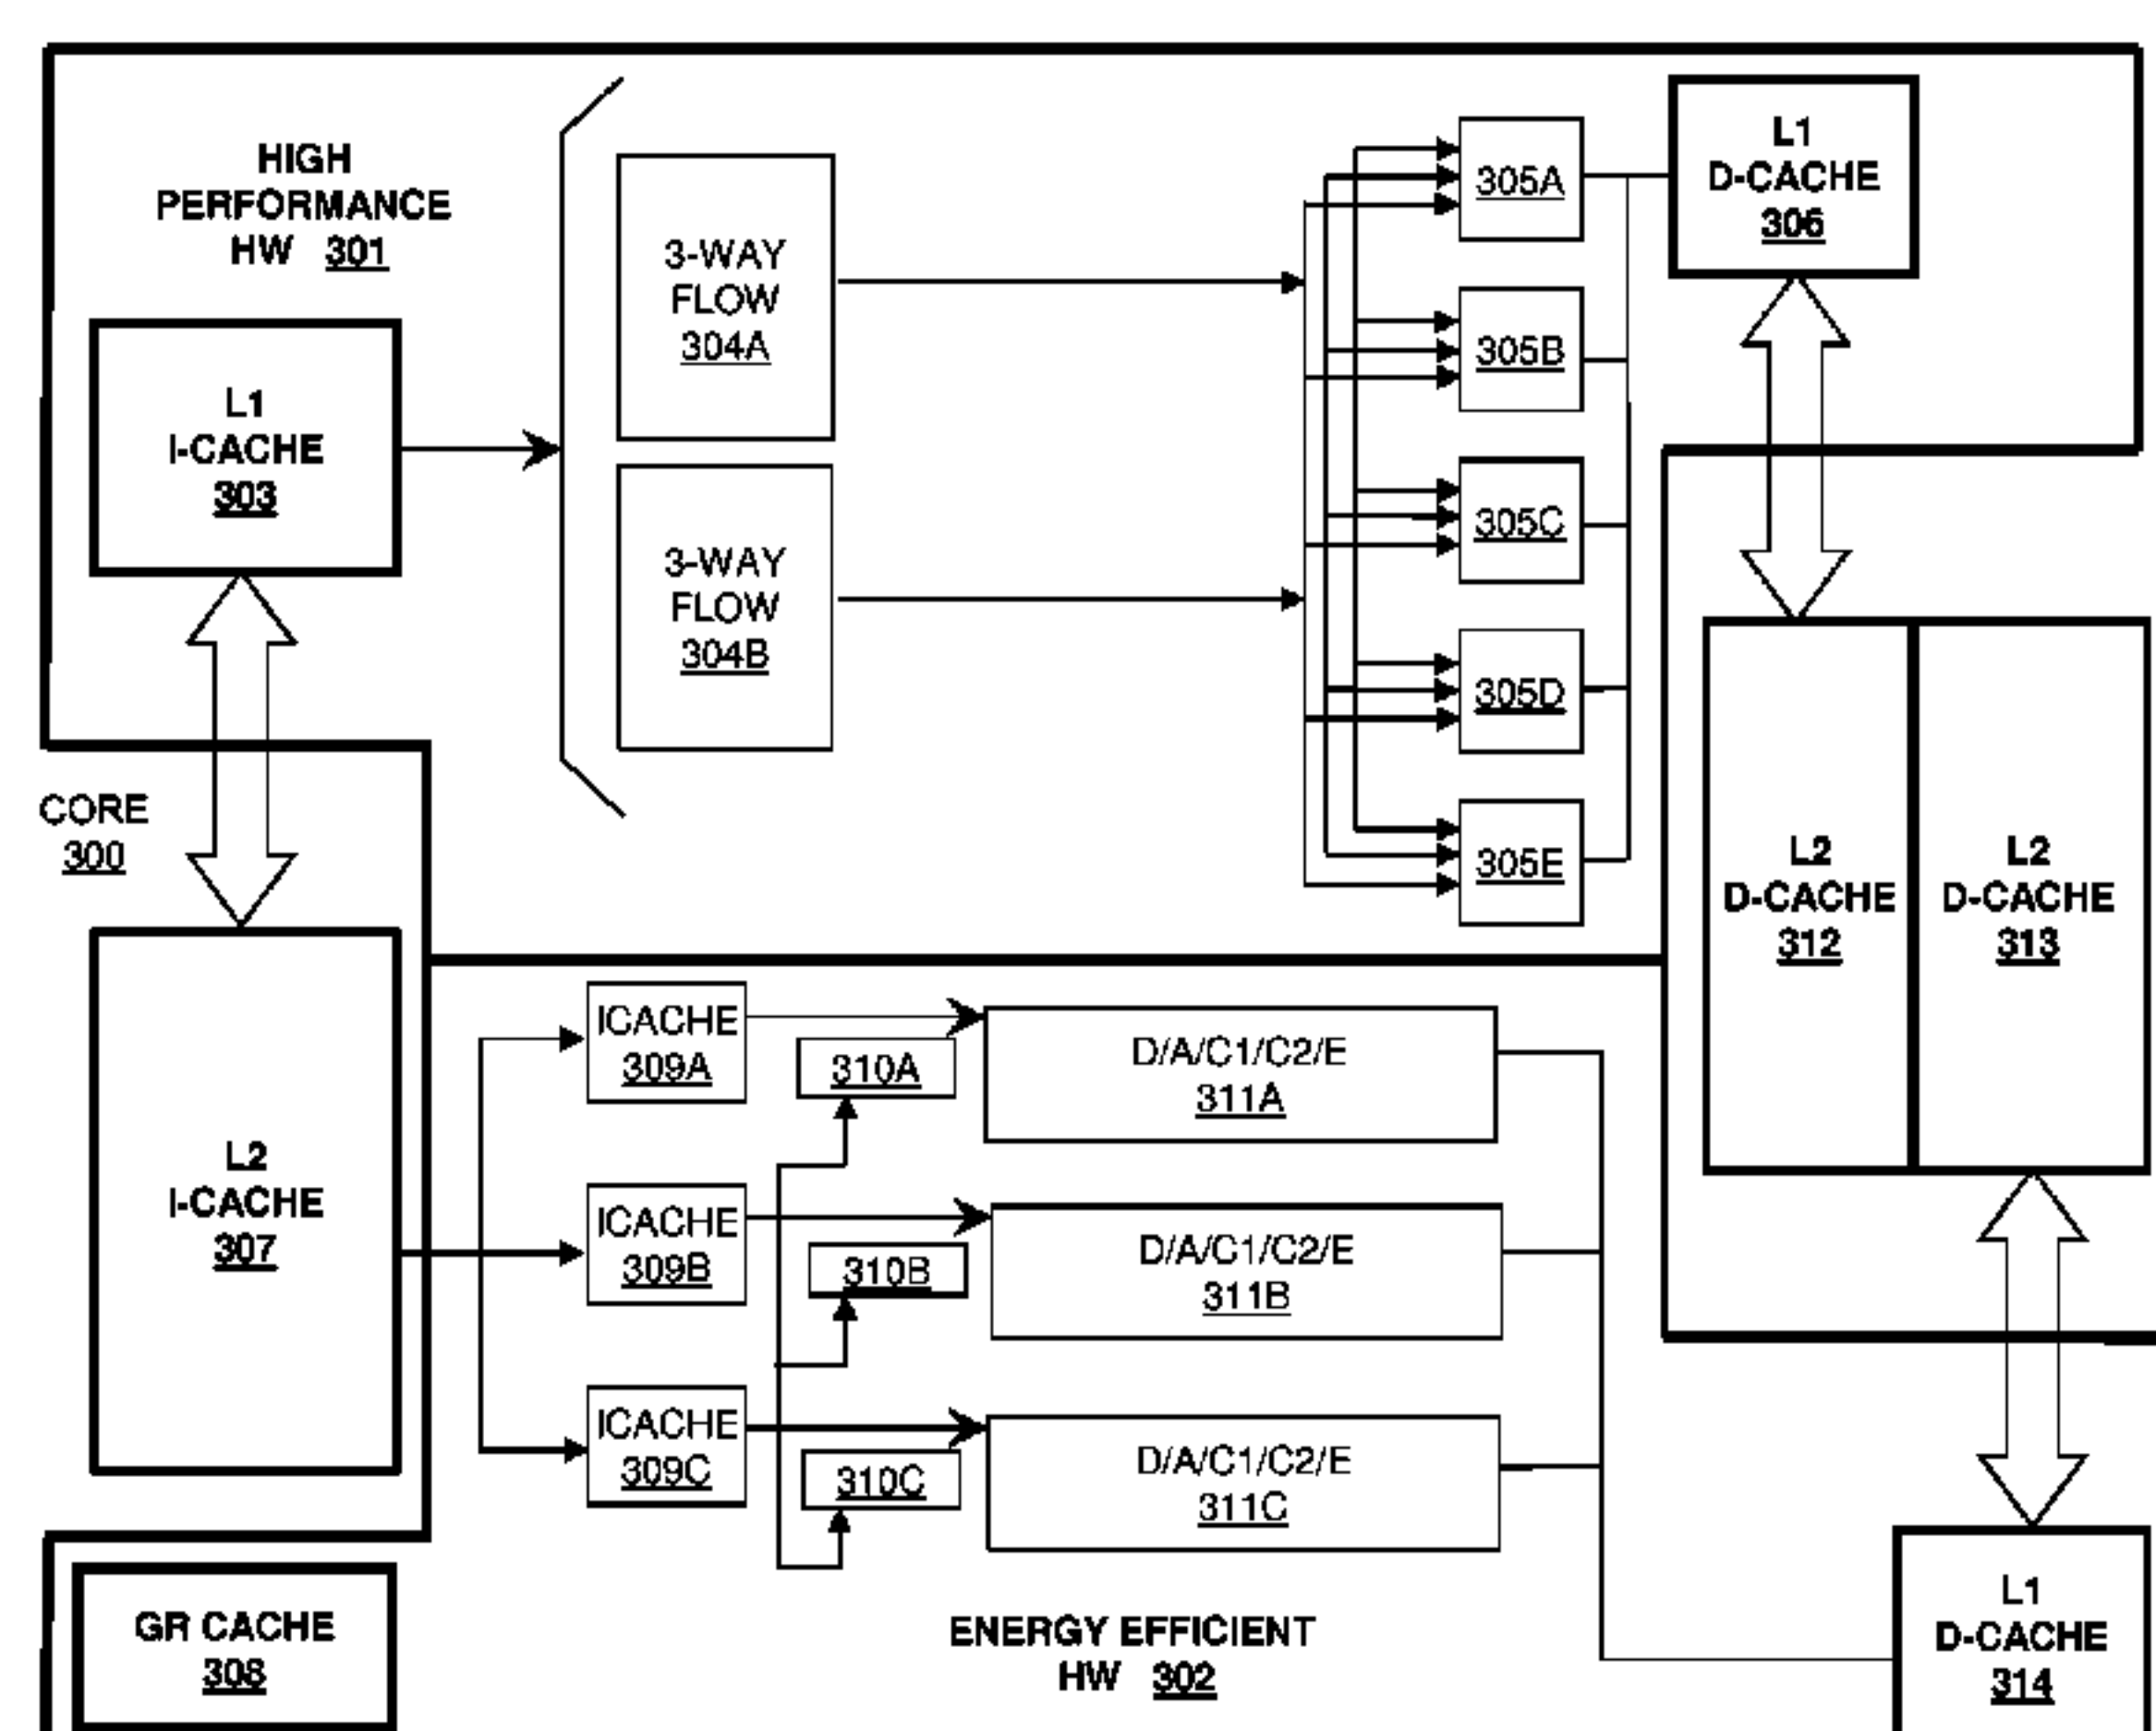 HIGH
PERFORMANCE
HW 301
L1
I-CACHE
303
3-WAY
FLOW
304A
3-WAY
FLOW
304B
305A
305B
305C
305D
305E
L1
D-CACHE
306
CORE
300
L2
I-CACHE
307
L2
D-CACHE
312
L2
D-CACHE
313
ICACHE
309A
310A
D/A/C1/C2/E
311A
ICACHE
309B
310B
D/A/C1/C2/E
311B
ICACHE
309C
310C
D/A/C1/C2/E
311C
GR CACHE
308
ENERGY EFFICIENT
HW 302
L1
D-CACHE
314